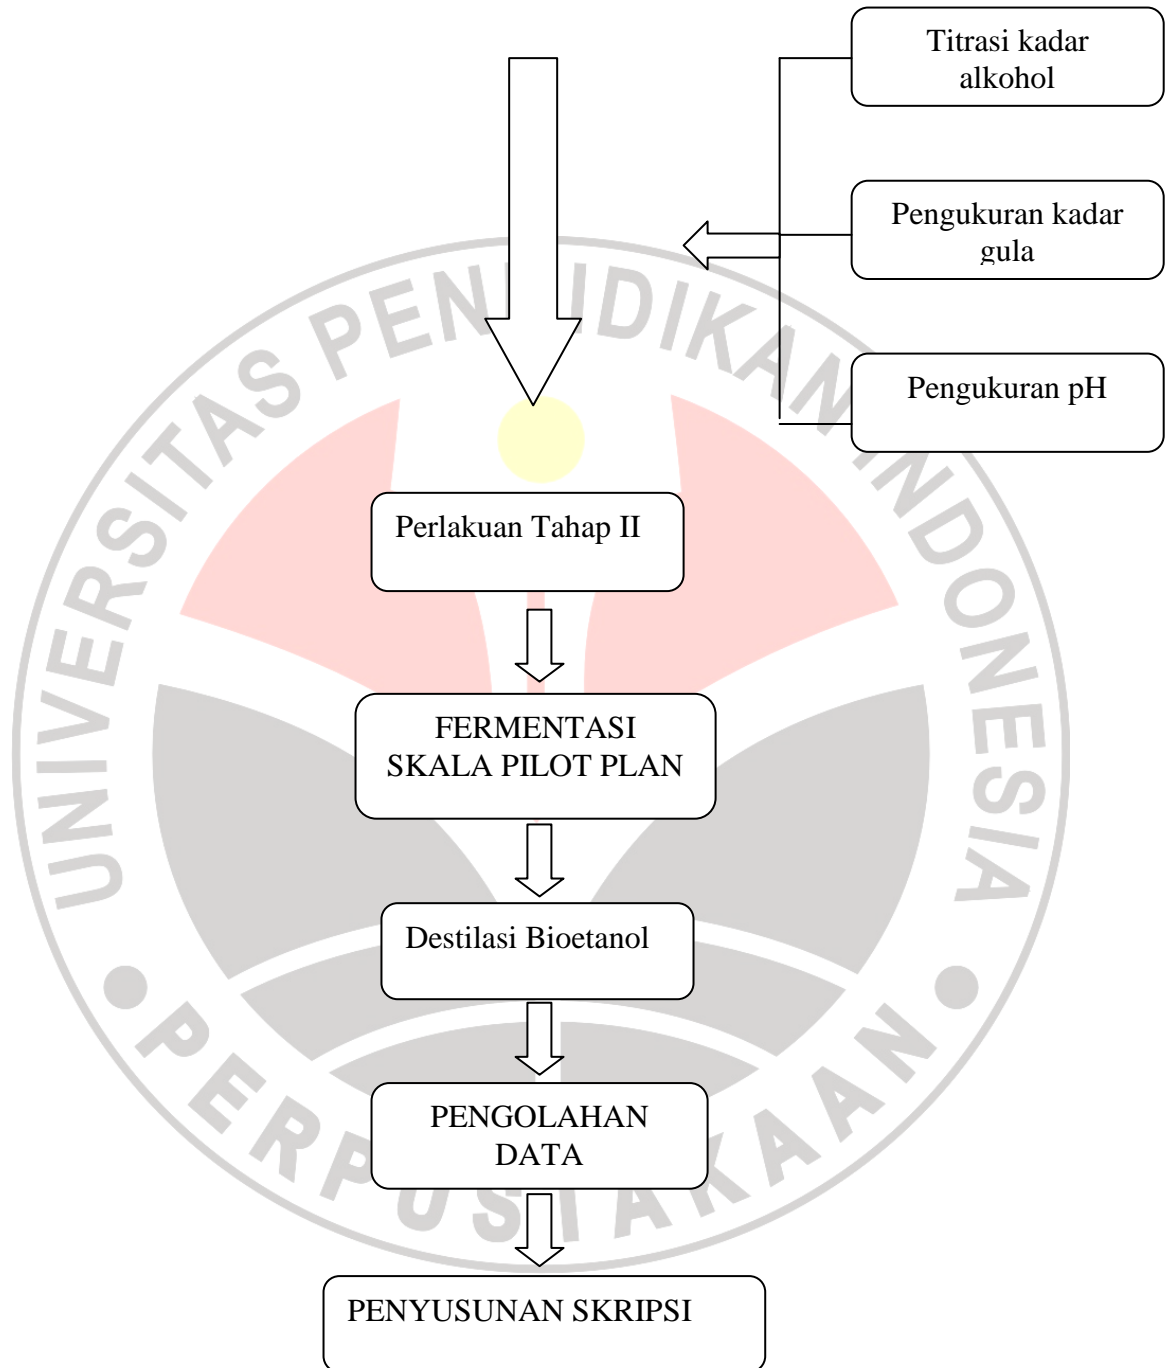 Titrasi kadar
alkohol
Pengukuran kadar
gula
Pengukuran pH
Perlakuan Tahap II
FERMENTASI
SKALA PILOT PLAN
Destilasi Bioetanol
PENGOLAHAN
DATA
PENYUSUNAN SKRIPSI
UNIVERSITAS PENDIDIKAN INDONESIA
PERPUSTAKAAN